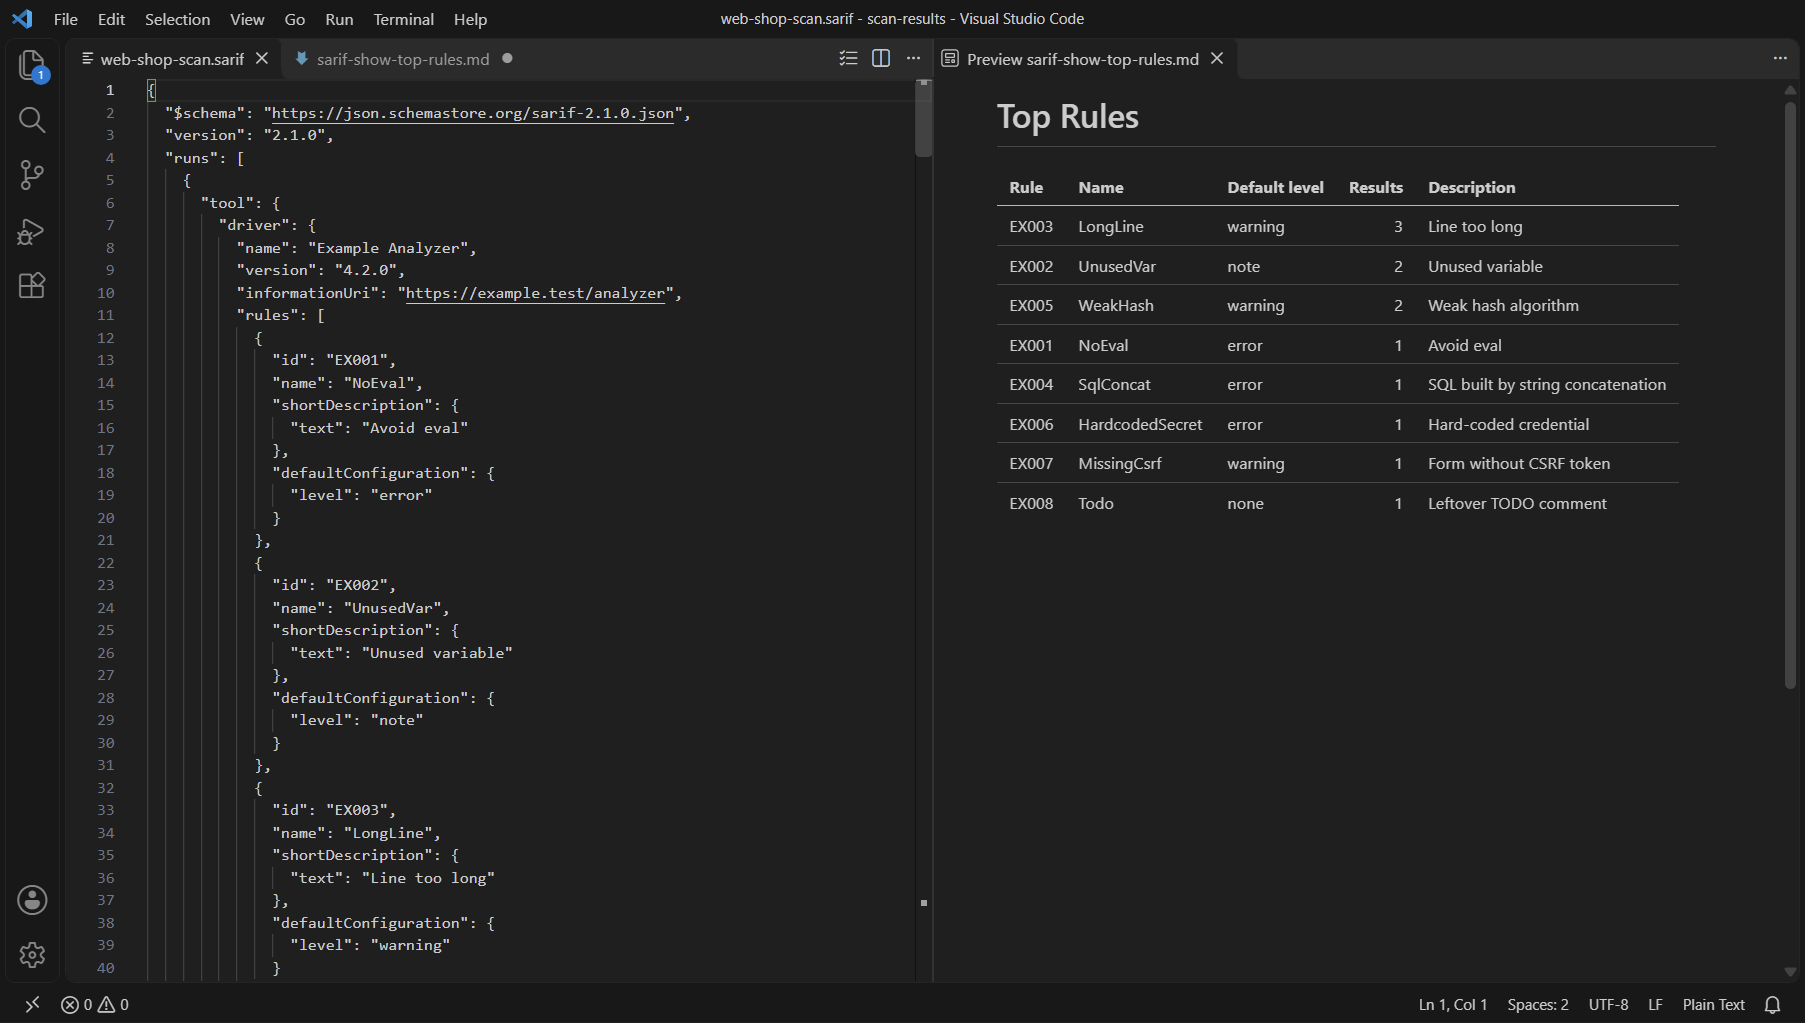 File Edit Selection View Go Run Terminal Help
web-shop-scan.sarif - scan-results - Visual Studio Code
1
web-shop-scan.sarif
sarif-show-top-rules.md
1 {
2 "$schema": "https://json.schemastore.org/sarif-2.1.0.json",
3 "version": "2.1.0",
4 "runs": [
5 {
6 "tool": {
7 "driver": {
8 "name": "Example Analyzer",
9 "version": "4.2.0",
10 "informationUri": "https://example.test/analyzer",
11 "rules": [
12 {
13 "id": "EX001",
14 "name": "NoEval",
15 "shortDescription": {
16 "text": "Avoid eval"
17 },
18 "defaultConfiguration": {
19 "level": "error"
20 }
21 },
22 {
23 "id": "EX002",
24 "name": "UnusedVar",
25 "shortDescription": {
26 "text": "Unused variable"
27 },
28 "defaultConfiguration": {
29 "level": "note"
30 }
31 },
32 {
33 "id": "EX003",
34 "name": "LongLine",
35 "shortDescription": {
36 "text": "Line too long"
37 },
38 "defaultConfiguration": {
39 "level": "warning"
40 }
Preview sarif-show-top-rules.md
Top Rules
Rule Name Default level Results Description
EX003 LongLine warning 3 Line too long
EX002 UnusedVar note 2 Unused variable
EX005 WeakHash warning 2 Weak hash algorithm
EX001 NoEval error 1 Avoid eval
EX004 SqlConcat error 1 SQL built by string concatenation
EX006 HardcodedSecret error 1 Hard-coded credential
EX007 MissingCsrf warning 1 Form without CSRF token
EX008 Todo none 1 Leftover TODO comment
0 0
Ln 1, Col 1 Spaces: 2 UTF-8 LF Plain Text